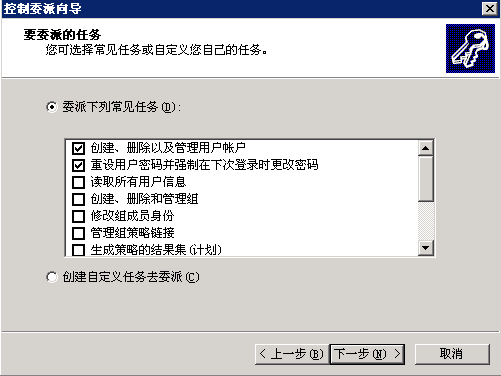 控制委派向导
要委派的任务
您可选择常见任务或自定义您自己的任务。
委派下列常见任务(D):
创建、删除以及管理用户帐户
重设用户密码并强制在下次登录时更改密码
读取所有用户信息
创建、删除和管理组
修改组成员身份
管理组策略链接
生成策略的结果集(计划)
创建自定义任务去委派(C)
< 上一步(B)
下一步(N) >
取消